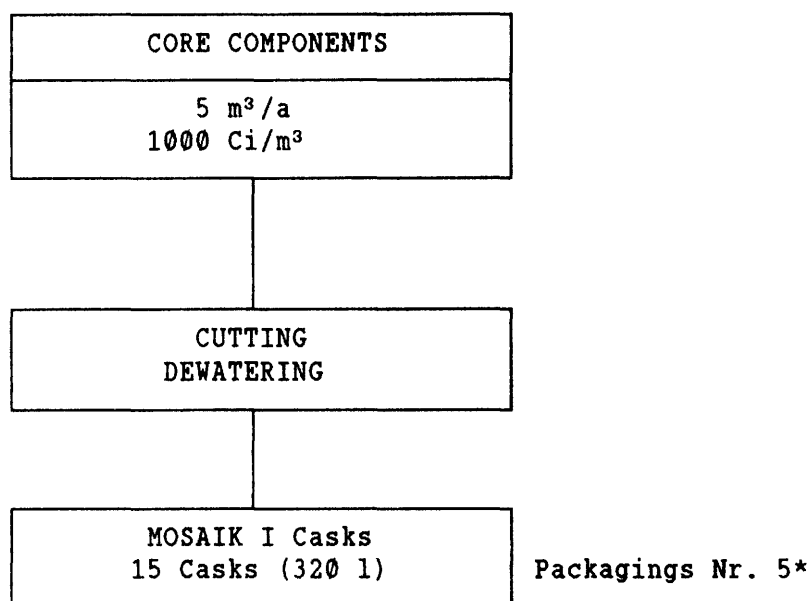 CORE COMPONENTS
5 m³/a
1000 Ci/m³
CUTTING
DEWATERING
MOSAIK I Casks
15 Casks (320 l) Packagings Nr. 5*